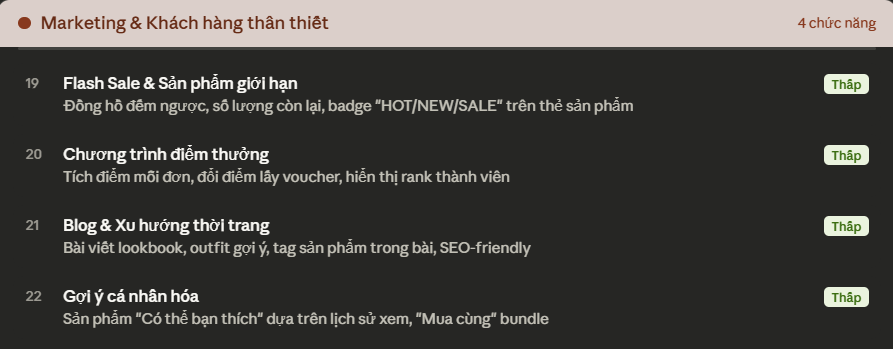 Marketing & Khách hàng thân thiết
4 chức năng
19
Flash Sale & Sản phẩm giới hạn
Thấp
Đồng hồ đếm ngược, số lượng còn lại, badge "HOT/NEW/SALE" trên thẻ sản phẩm
20
Chương trình điểm thưởng
Thấp
Tích điểm mỗi đơn, đổi điểm lấy voucher, hiển thị rank thành viên
21
Blog & Xu hướng thời trang
Thấp
Bài viết lookbook, outfit gợi ý, tag sản phẩm trong bài, SEO-friendly
22
Gợi ý cá nhân hóa
Thấp
Sản phẩm "Có thể bạn thích" dựa trên lịch sử xem, "Mua cùng" bundle